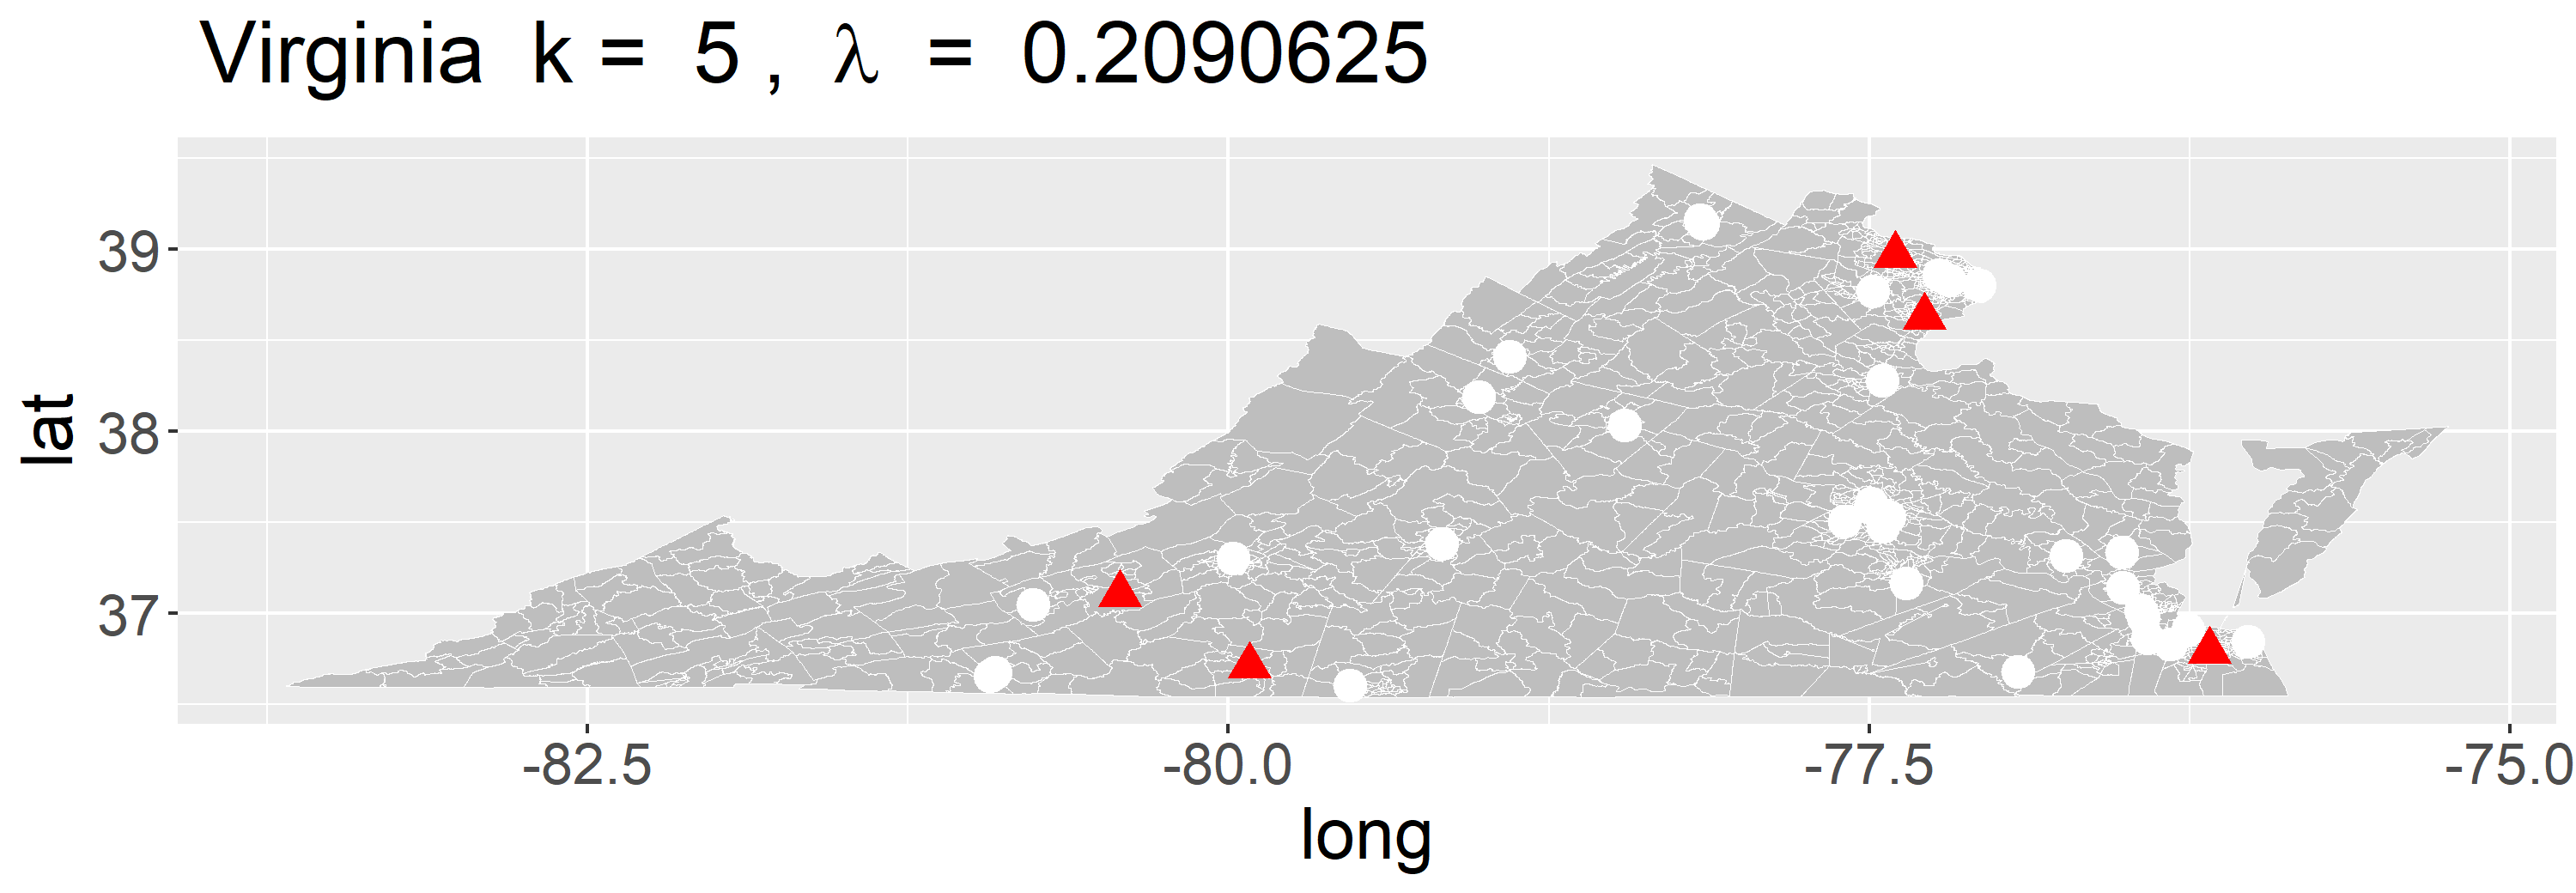 Virginia k = 5 , λ = 0.2090625
39
38
37
lat
-82.5 -80.0 -77.5 -75.0
long